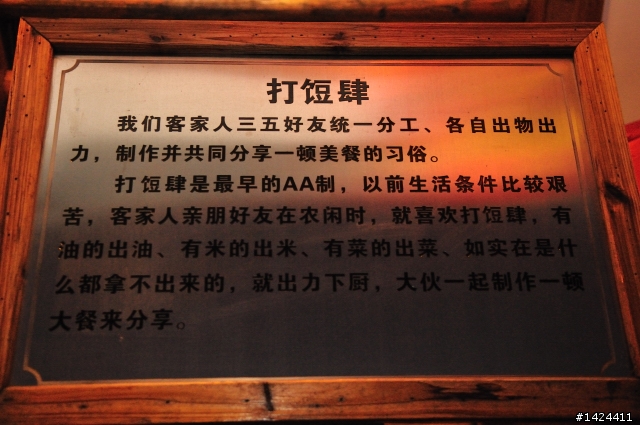 打馂肆
我们客家人三五好友统一分工、各自出物出
力，制作并共同分享一顿美餐的习俗。
打馂肆是最早的AA制，以前生活条件比较艰
苦，客家人亲朋好友在农闲时，就喜欢打馂肆，有
油的出油、有米的出米、有菜的出菜、如实在是什
么都拿不出来的，就出力下厨，大伙一起制作一顿
大餐来分享。
#1424411